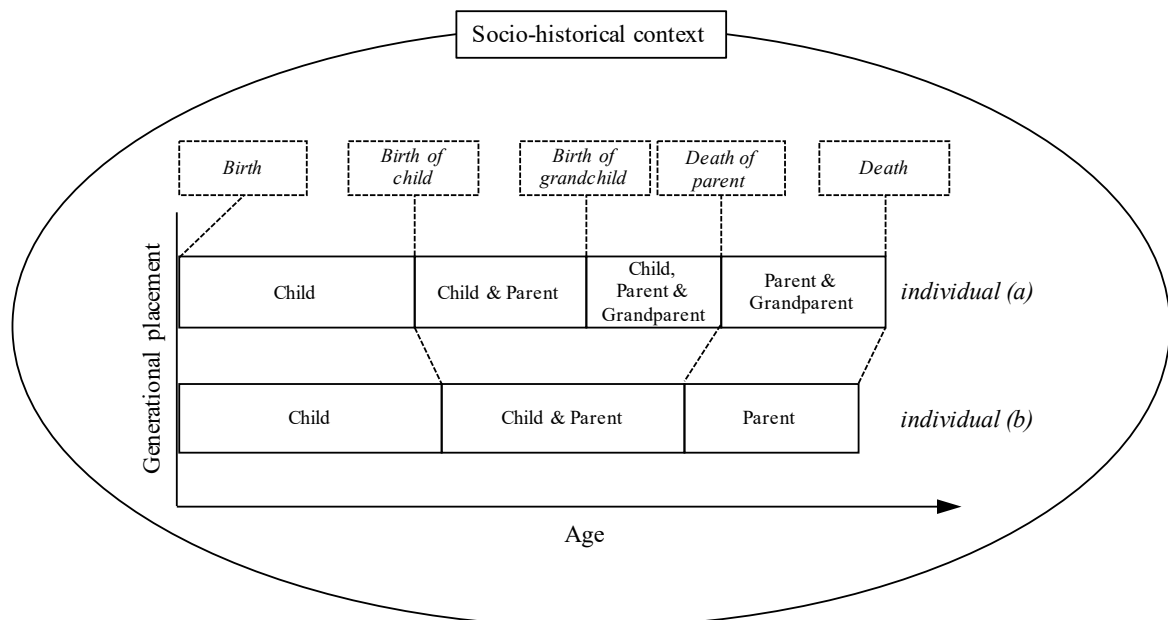 Socio-historical context
Birth
Birth of
child
Birth of
grandchild
Death of
parent
Death
Generational placement
Child
Child & Parent
Child,
Parent &
Grandparent
Parent &
Grandparent
individual (a)
Child
Child & Parent
Parent
individual (b)
Age